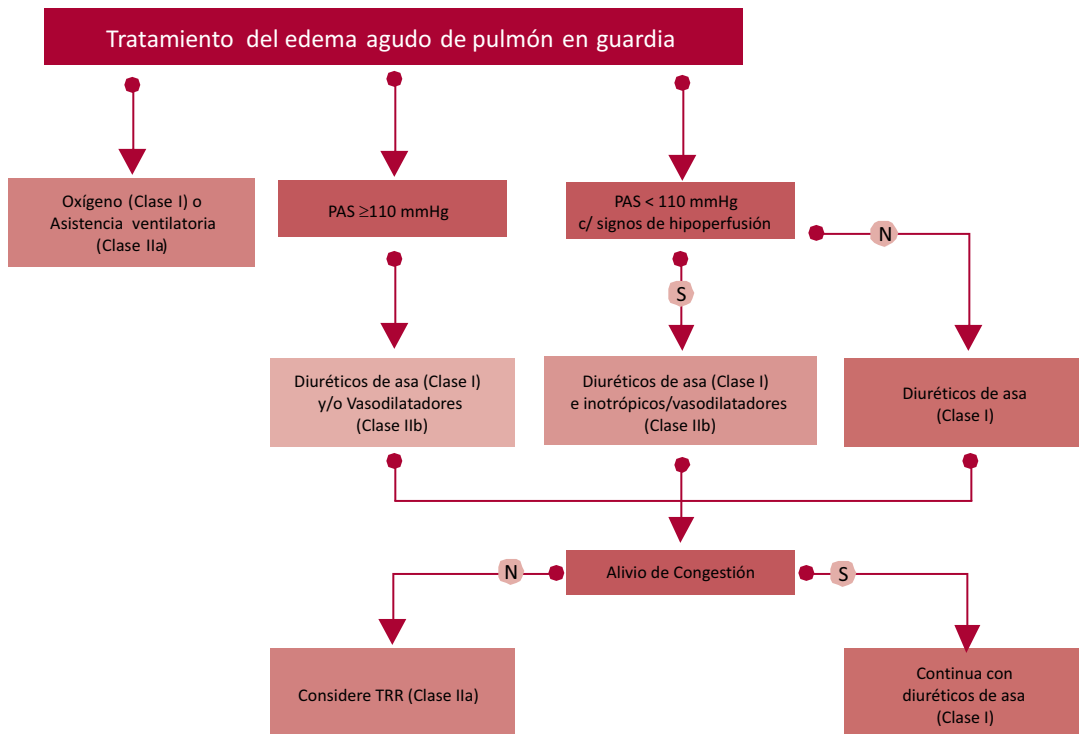 Tratamiento del edema agudo de pulmón en guardia
Oxígeno (Clase I) o
Asistencia ventilatoria
(Clase IIa)
PAS ≥110 mmHg
PAS < 110 mmHg
c/ signos de hipoperfusión
N
S
Diuréticos de asa (Clase I)
y/o Vasodilatadores
(Clase IIb)
Diuréticos de asa (Clase I)
e inotrópicos/vasodilatadores
(Clase IIb)
Diuréticos de asa
(Clase I)
N
Alivio de Congestión
S
Considere TRR (Clase IIa)
Continua con
diuréticos de asa
(Clase I)